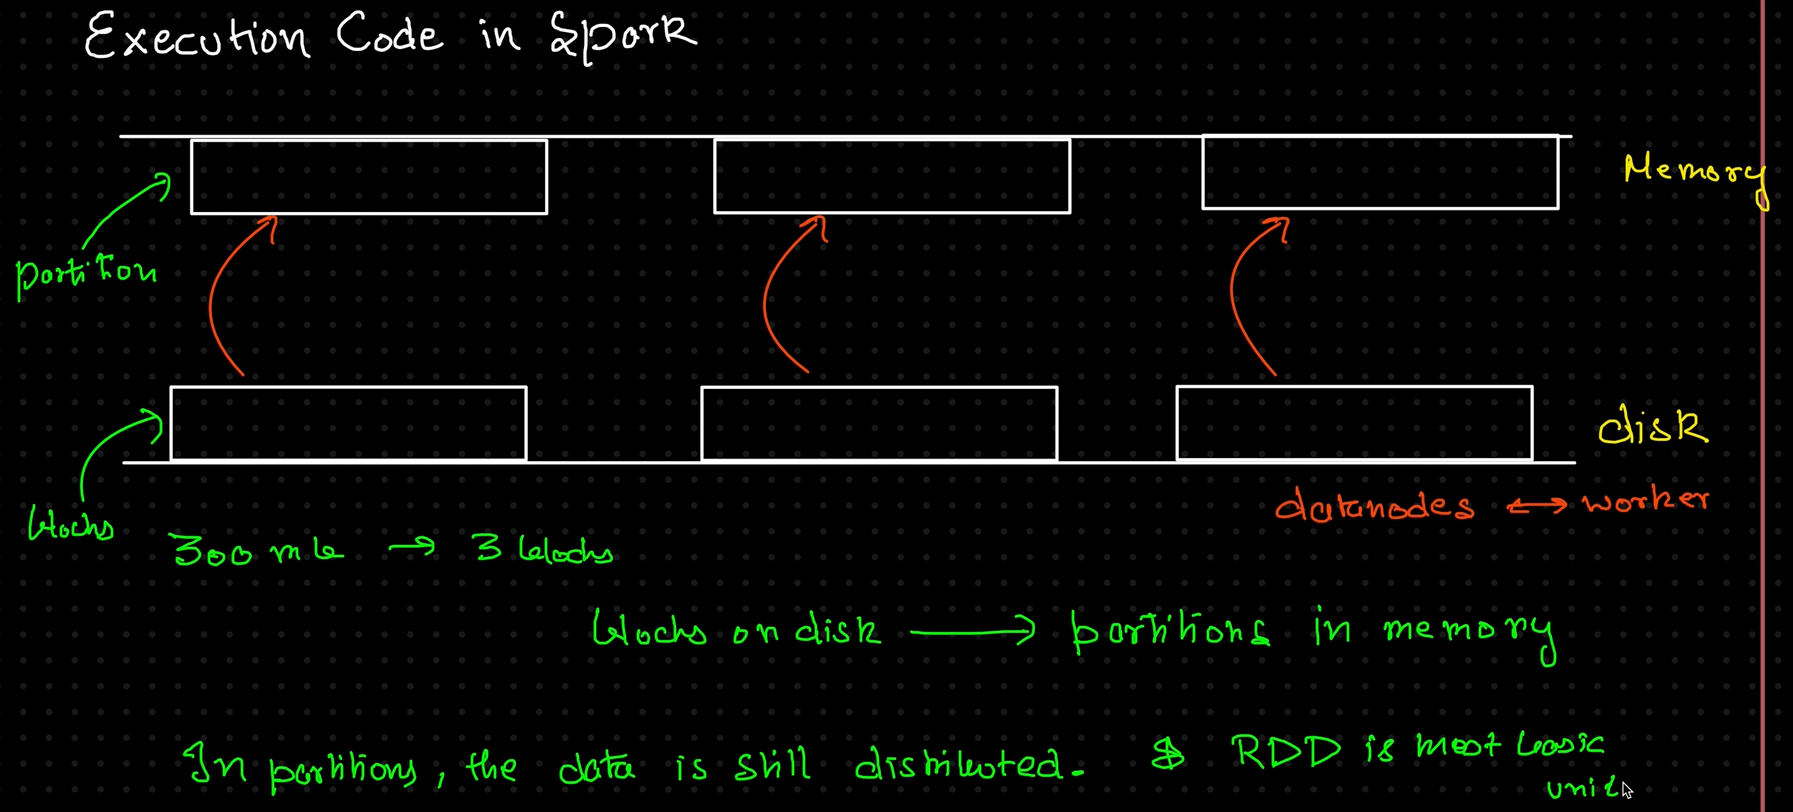 Execution Code in Spark
Memory
partition
disk
datanodes ↔ worker
blocks
300 mb → 3 blocks
blocks on disk → partitions in memory
In partitions, the data is still distributed. $ RDD is most basic
unit